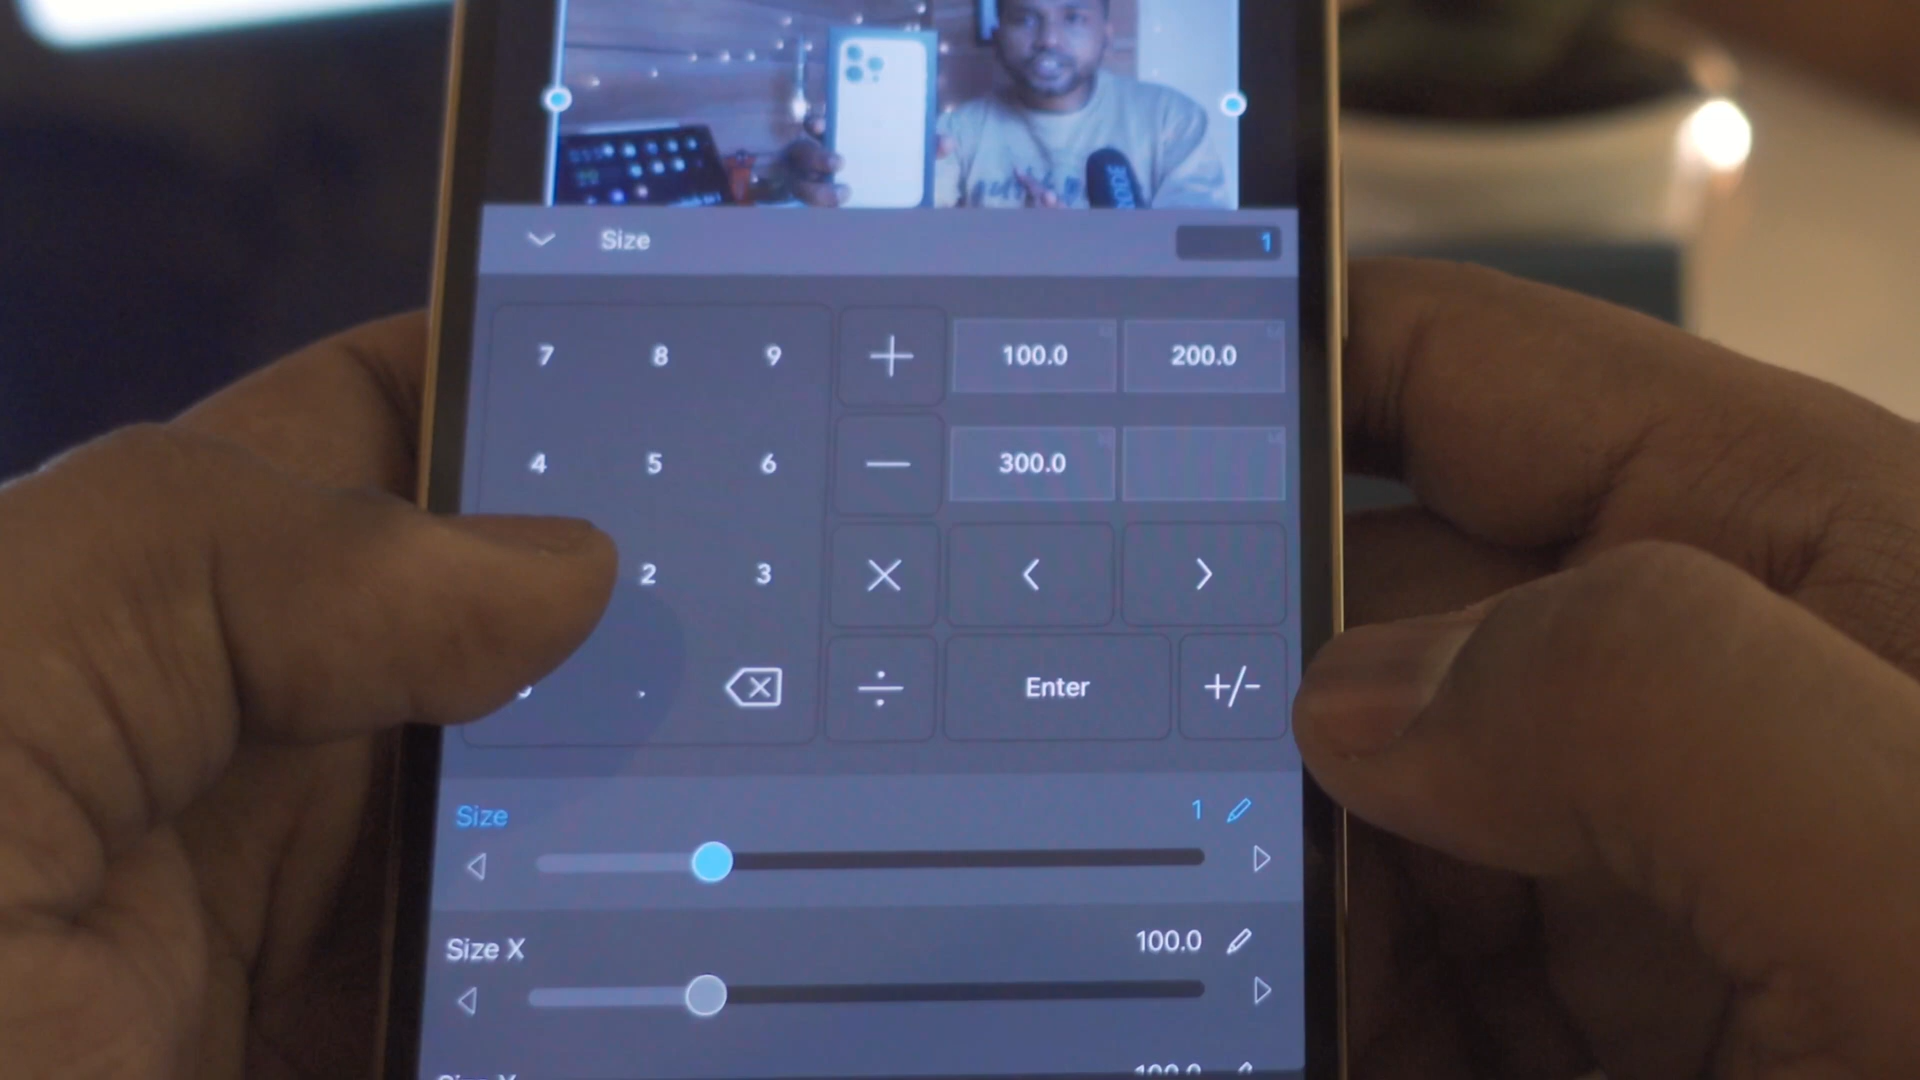 RODE
Size 1
7 8 9 + 100.0 200.0
4 5 6 — 300.0
2 3 × < >
. ÷ Enter +/-
Size 1
Size X 100.0